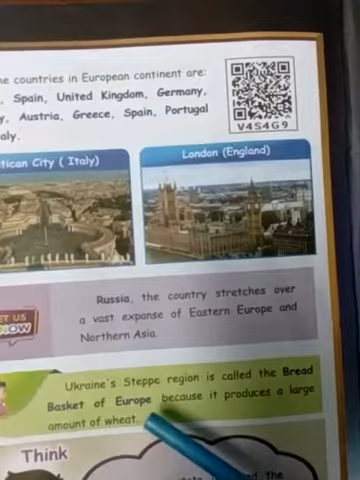 he countries in European continent are:
, Spain, United Kingdom, Germany,
y, Austria, Greece, Spain, Portugal
aly.
V4S4G9
tican City ( Italy)
London (England)
ET US
NOW
Russia, the country stretches over
a vast expanse of Eastern Europe and
Northern Asia.
Ukraine's Steppe region is called the Bread
Basket of Europe because it produces a large
amount of wheat.
Think
the